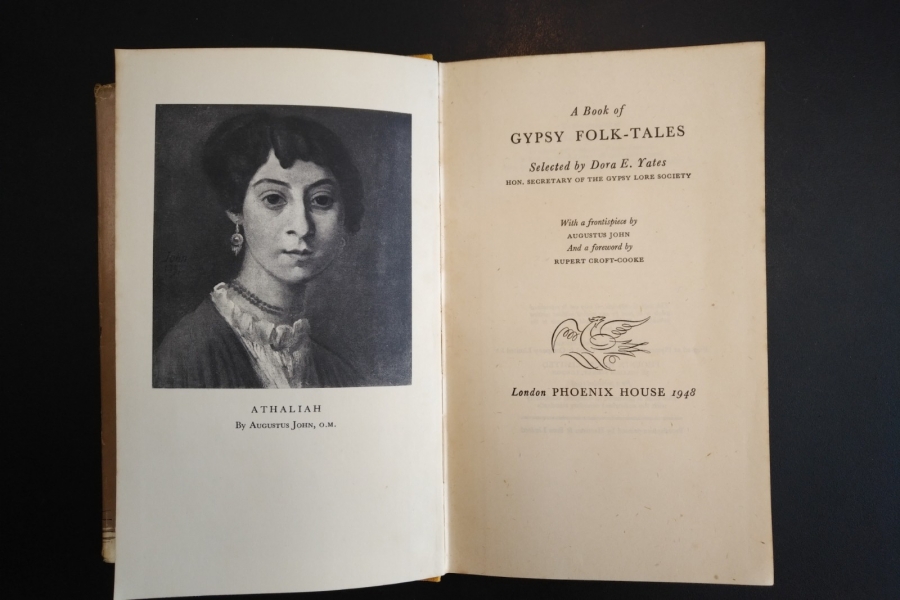 ATHALIAH
By AUGUSTUS JOHN, O.M.
A Book of
GYPSY FOLK-TALES
Selected by Dora E. Yates
HON. SECRETARY OF THE GYPSY LORE SOCIETY
With a frontispiece by
AUGUSTUS JOHN
And a foreword by
RUPERT CROFT-COOKE
London PHOENIX HOUSE 1948